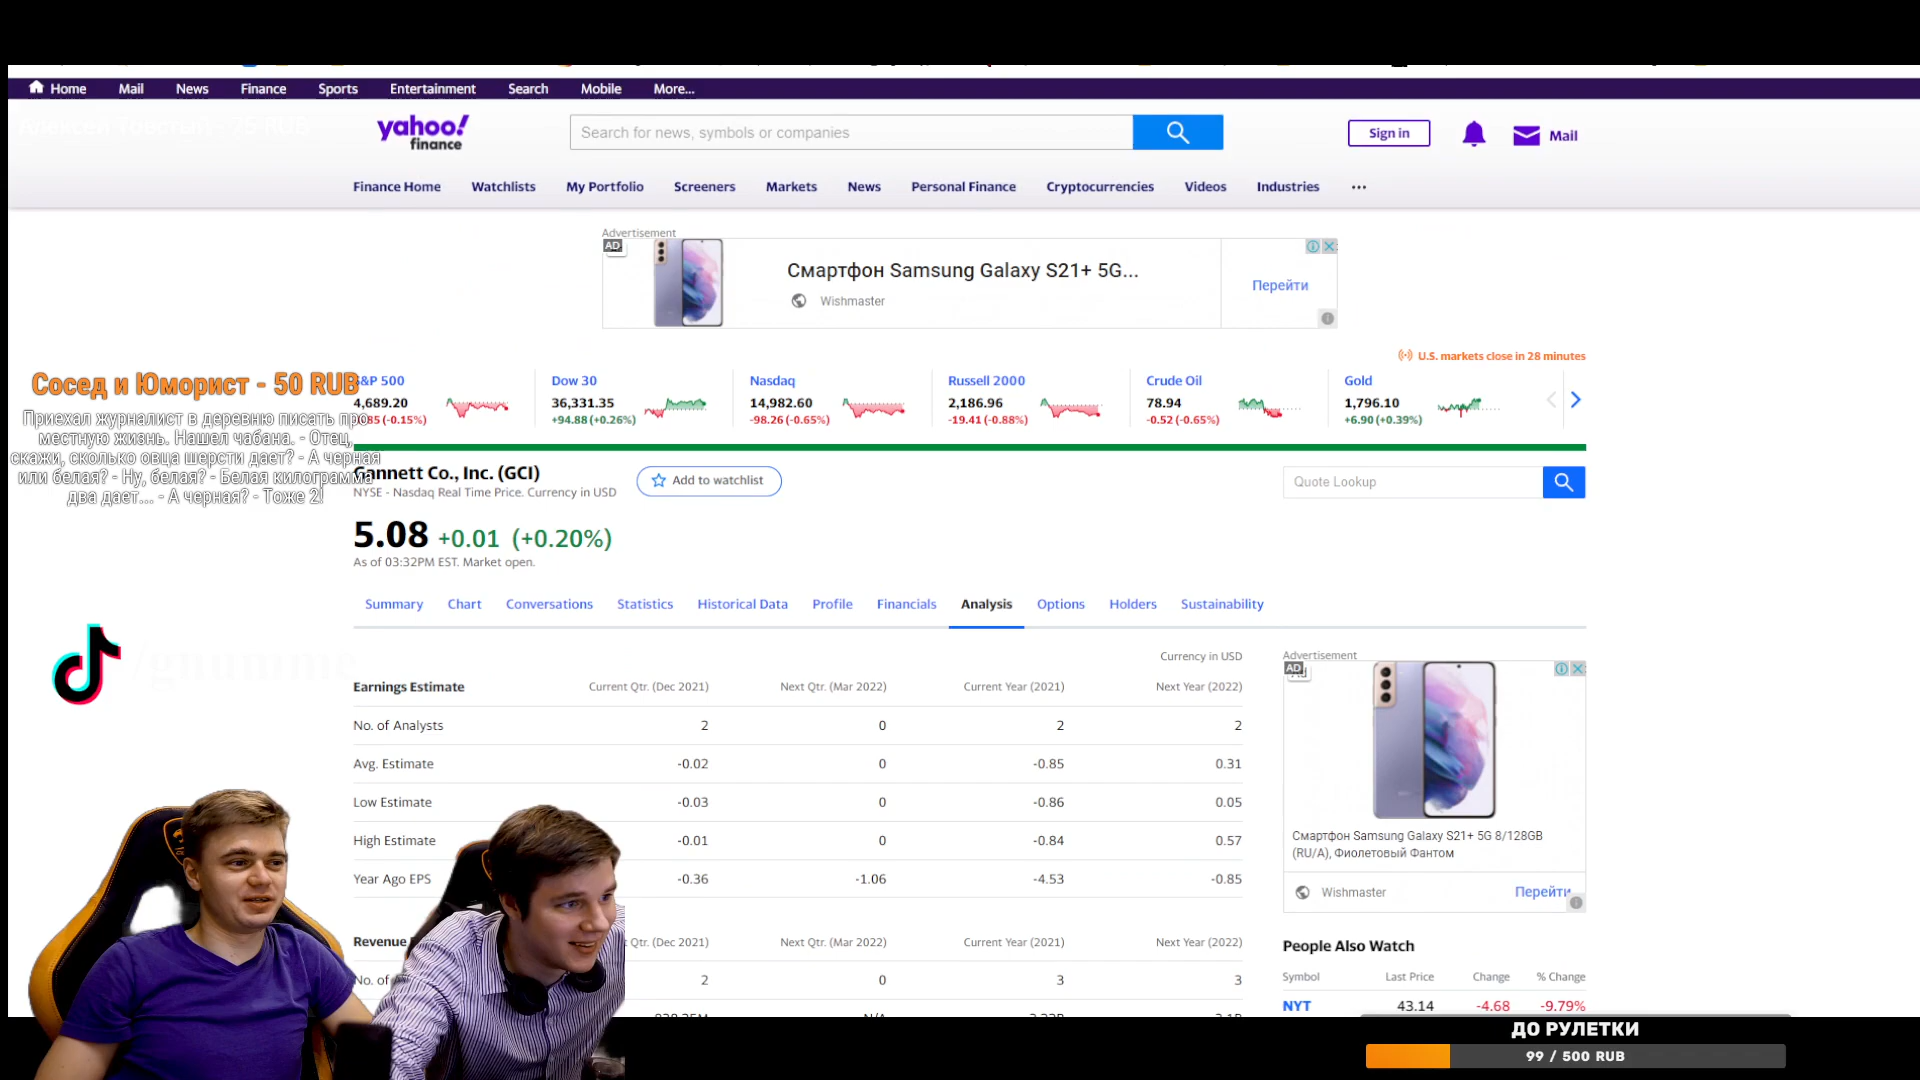 Home Mail News Finance Sports Entertainment Search Mobile More...
yahoo!
finance
Search for news, symbols or companies
Sign in
Mail
Finance Home Watchlists My Portfolio Screeners Markets News Personal Finance Cryptocurrencies Videos Industries ...
Advertisement
AD
Смартфон Samsung Galaxy S21+ 5G...
Wishmaster
Перейти
U.S. markets close in 28 minutes
Сосед и Юморист - 50 RUB
Приехал журналист в деревню писать про
местную жизнь. Нашел чабана. - Отец,
скажи, сколько овца шерсти дает? - А черная
или белая? - Ну, белая? - Белая килограмма
два дает... - А черная? - Тоже 2!
S&P 500 Dow 30 Nasdaq Russell 2000 Crude Oil Gold
4,689.20 36,331.35 14,982.60 2,186.96 78.94 1,796.10
(-0.15%) +94.88 (+0.26%) -98.26 (-0.65%) -19.41 (-0.88%) -0.52 (-0.65%) +6.90 (+0.39%)
Gannett Co., Inc. (GCI)
NYSE - Nasdaq Real Time Price. Currency in USD
Add to watchlist
Quote Lookup
5.08 +0.01 (+0.20%)
As of 03:32PM EST. Market open.
Summary Chart Conversations Statistics Historical Data Profile Financials Analysis Options Holders Sustainability
Currency in USD
Earnings Estimate Current Qtr. (Dec 2021) Next Qtr. (Mar 2022) Current Year (2021) Next Year (2022)
No. of Analysts 2 0 2 2
Avg. Estimate -0.02 0 -0.85 0.31
Low Estimate -0.03 0 -0.86 0.05
High Estimate -0.01 0 -0.84 0.57
Year Ago EPS -0.36 -1.06 -4.53 -0.85
Revenue Qtr. (Dec 2021) Next Qtr. (Mar 2022) Current Year (2021) Next Year (2022)
No. of 2 0 3 3
Advertisement
AD
Смартфон Samsung Galaxy S21+ 5G 8/128GB
(RU/A), Фиолетовый Фантом
Wishmaster
Перейти
People Also Watch
Symbol Last Price Change % Change
NYT 43.14 -4.68 -9.79%
ДО РУЛЕТКИ
99 / 500 RUB